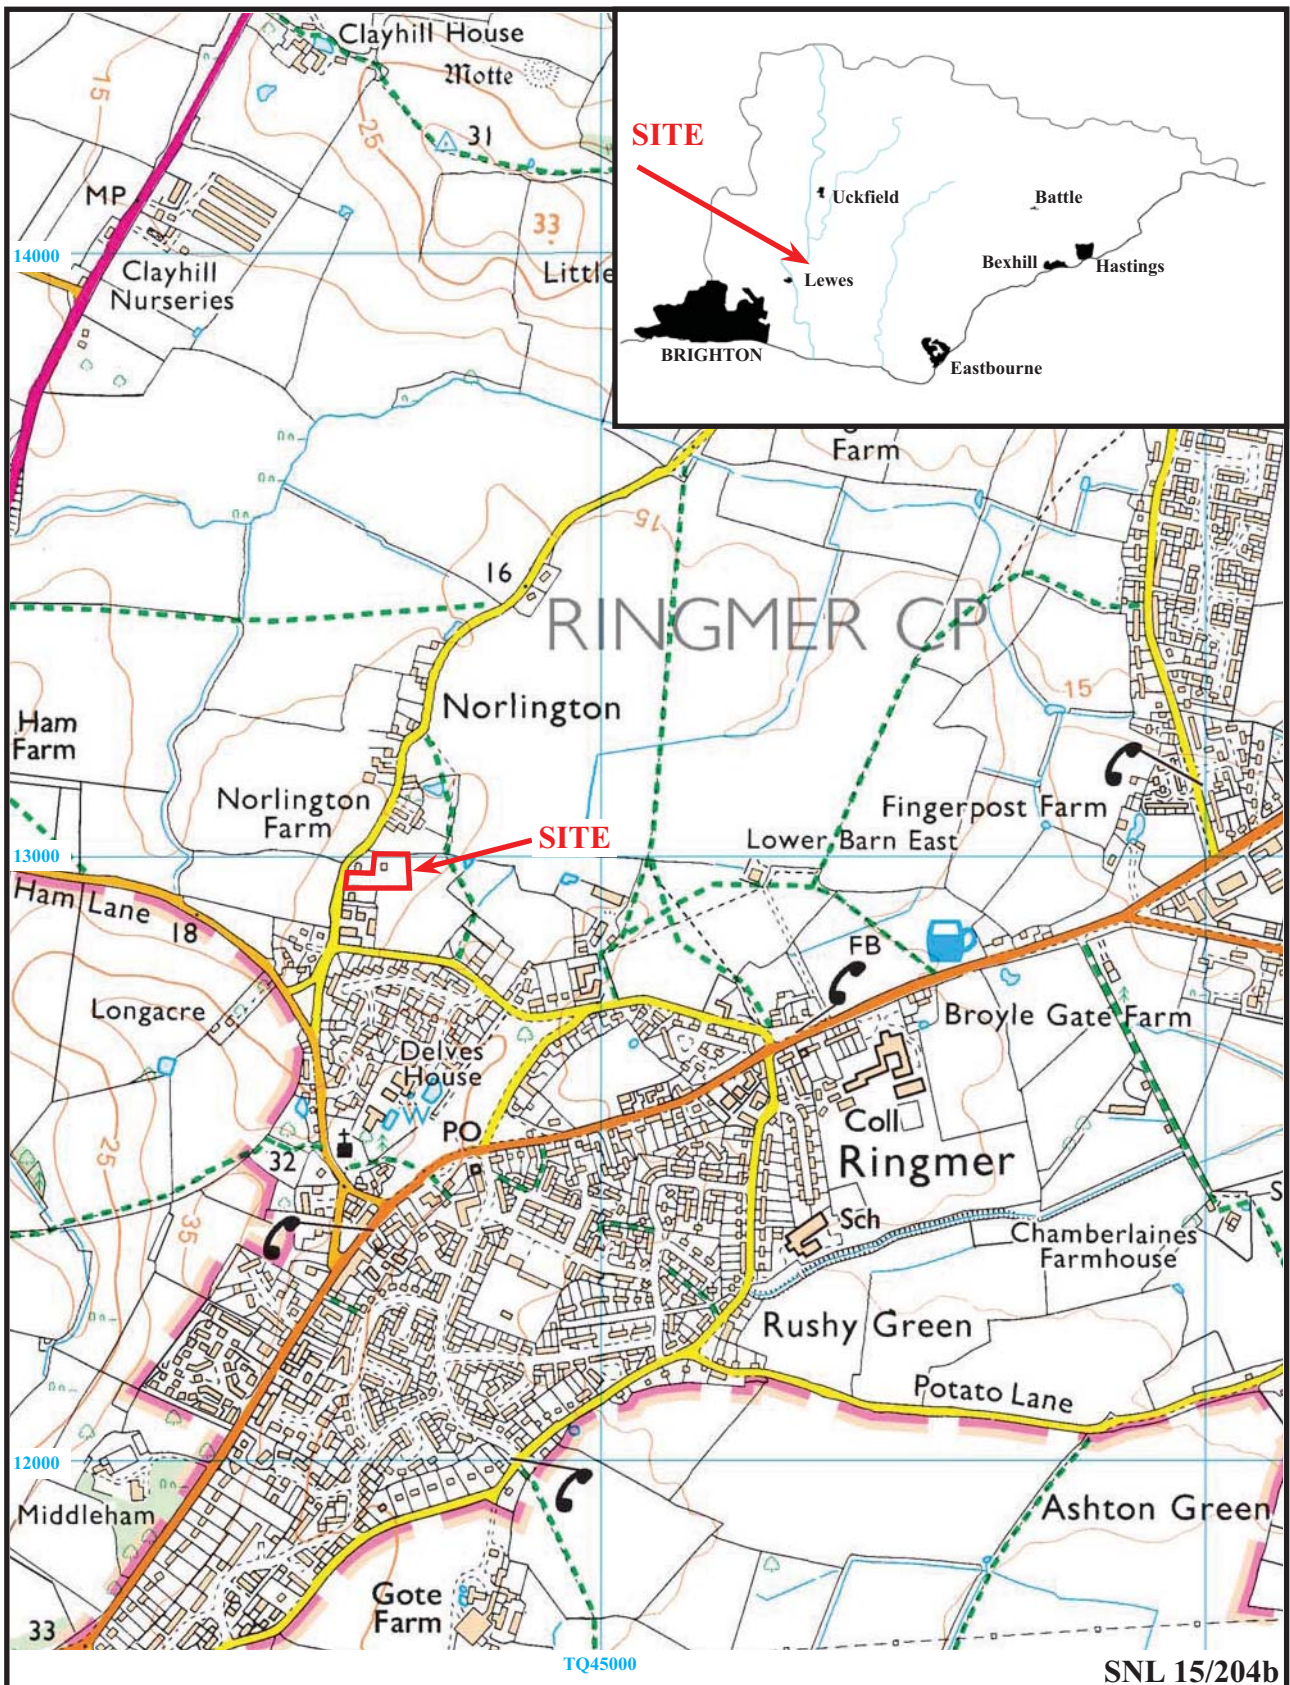 Clayhill House
Motte
15
25
31
MP
33
14000
Clayhill
Nurseries
Little
SITE
Uckfield
Battle
Bexhill
Hastings
Lewes
BRIGHTON
Eastbourne
Farm
15
16
RINGMER CP
15
Norlington
Ham
Farm
Norlington
Farm
Fingerpost Farm
SITE
Lower Barn East
13000
Ham Lane
18
FB
Longacre
Broyle Gate Farm
Delves
House
W
PO
Coll
Ringmer
32
25
35
Sch
S
Chamberlaines
Farmhouse
Rushy Green
Potato Lane
12000
Middleham
Ashton Green
Gote
Farm
33
TQ45000
SNL 15/204b